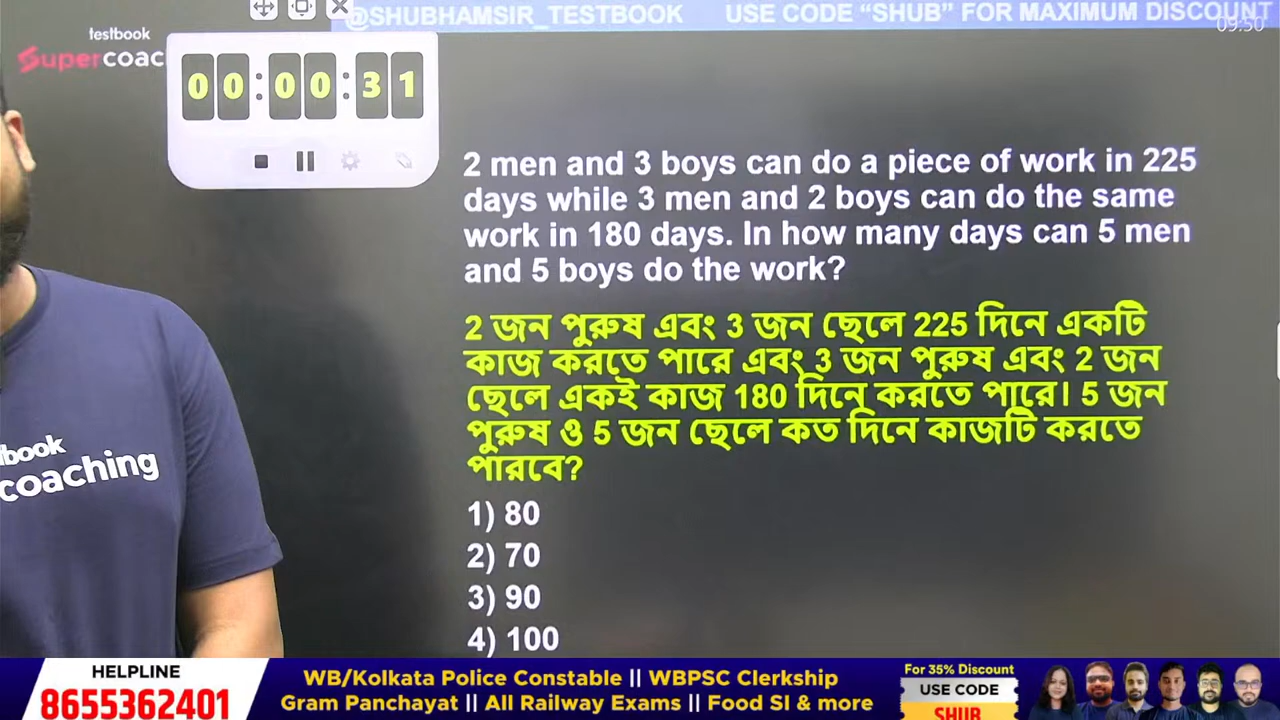 @SHUBHAMSIR_TESTBOOK USE CODE “SHUB” FOR MAXIMUM DISCOUNT
09:50
testbook
Supercoac
00:00:31
2 men and 3 boys can do a piece of work in 225
days while 3 men and 2 boys can do the same
work in 180 days. In how many days can 5 men
and 5 boys do the work?
2 জন পুরুষ এবং 3 জন ছেলে 225 দিনে একটি
কাজ করতে পারে এবং 3 জন পুরুষ এবং 2 জন
ছেলে একই কাজ 180 দিনে করতে পারে। 5 জন
পুরুষ ও 5 জন ছেলে কত দিনে কাজটি করতে
পারবে?
1) 80
2) 70
3) 90
4) 100
book
coaching
HELPLINE
8655362401
WB/Kolkata Police Constable || WBPSC Clerkship
Gram Panchayat || All Railway Exams || Food SI & more
For 35% Discount
USE CODE
SHUB